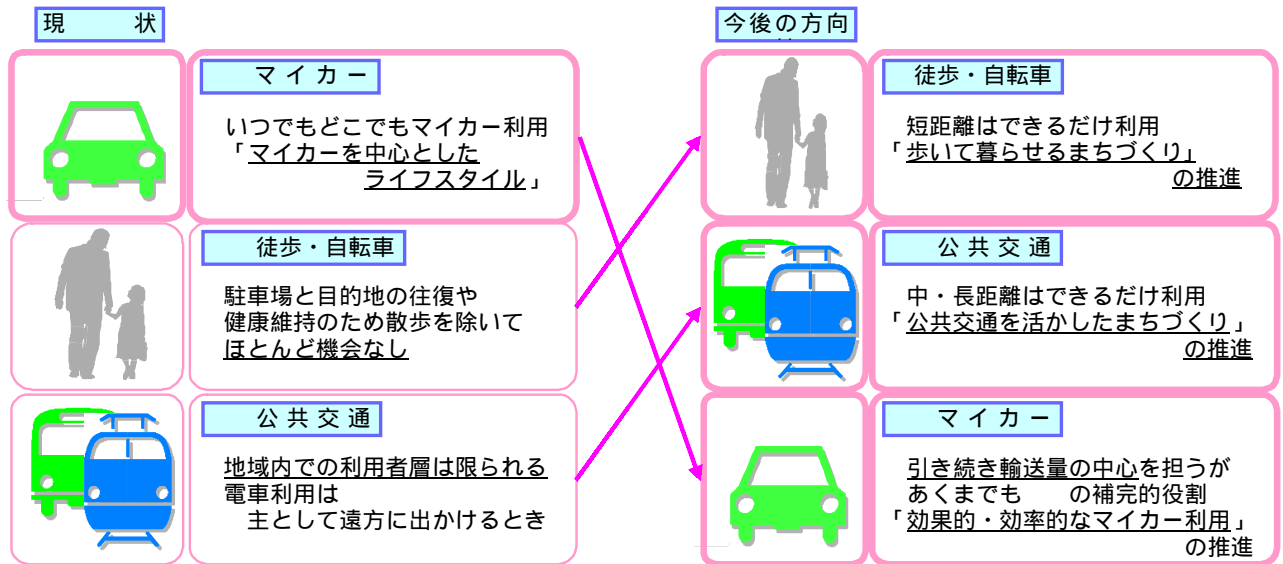 現　　状
マイカー
いつでもどこでもマイカー利用
「マイカーを中心とした
ライフスタイル」
徒歩・自転車
駐車場と目的地の往復や
健康維持のため散歩を除いて
ほとんど機会なし
公共交通
地域内での利用者層は限られる
電車利用は
主として遠方に出かけるとき
今後の方向
徒歩・自転車
短距離はできるだけ利用
「歩いて暮らせるまちづくり」
の推進
公共交通
中・長距離はできるだけ利用
「公共交通を活かしたまちづくり」
の推進
マイカー
引き続き輸送量の中心を担うが
あくまでも　　の補完的役割
「効果的・効率的なマイカー利用」
の推進